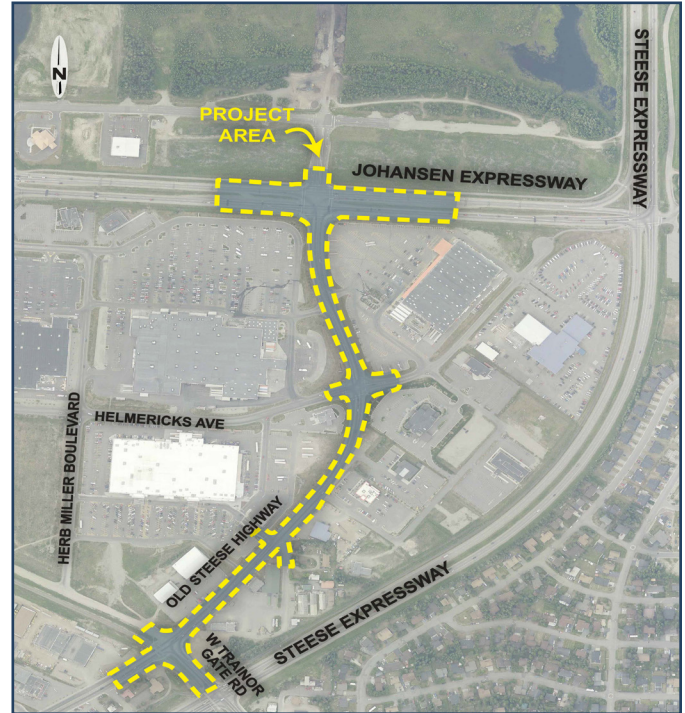 STEESE EXPRESSWAY
N
PROJECT
AREA
JOHANSEN EXPRESSWAY
HELMERICKS AVE
HERB MILLER BOULEVARD
OLD STEESE HIGHWAY
W TRAINOR
GATE RD
STEESE EXPRESSWAY